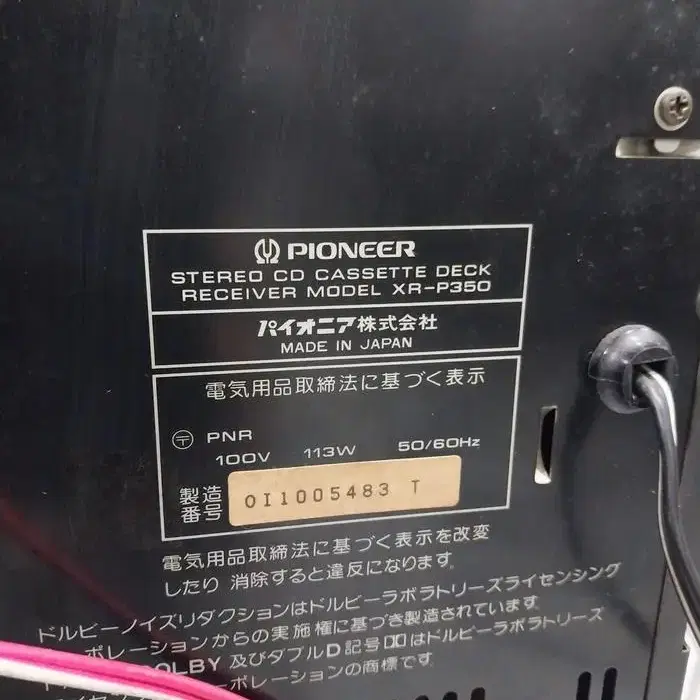 PIONEER
STEREO CD CASSETTE DECK
RECEIVER MODEL XR-P350
パイオニア株式会社
MADE IN JAPAN
電気用品取締法に基づく表示
〒 PNR
100V 113W 50/60Hz
製造
番号 OI1005483 T
電気用品取締法に基づく表示を改変
したり 消除すると違反になります。
ドルビーノイズリダクションはドルビーラボラトリーズライセンシング
ポレーションからの実施権に基づき製造されています
DOLBY 及びダブルD記号はドルビーラボラトリーズ
ポレーションの商標です